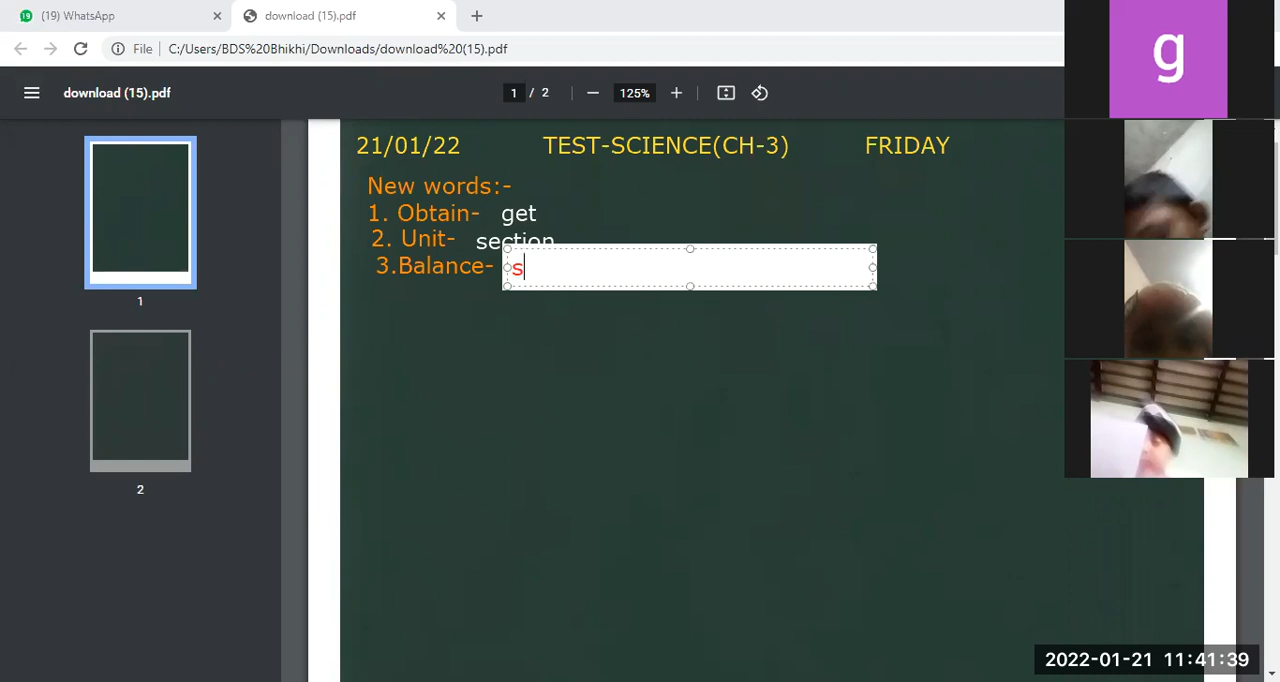 19 (19) WhatsApp download (15).pdf
File C:/Users/BDS%20Bhikhi/Downloads/download%20(15).pdf
download (15).pdf 1 / 2 125%
21/01/22 TEST-SCIENCE(CH-3) FRIDAY
New words:-
1. Obtain- get
2. Unit- section
3.Balance- s
1
2
g
2022-01-21 11:41:39